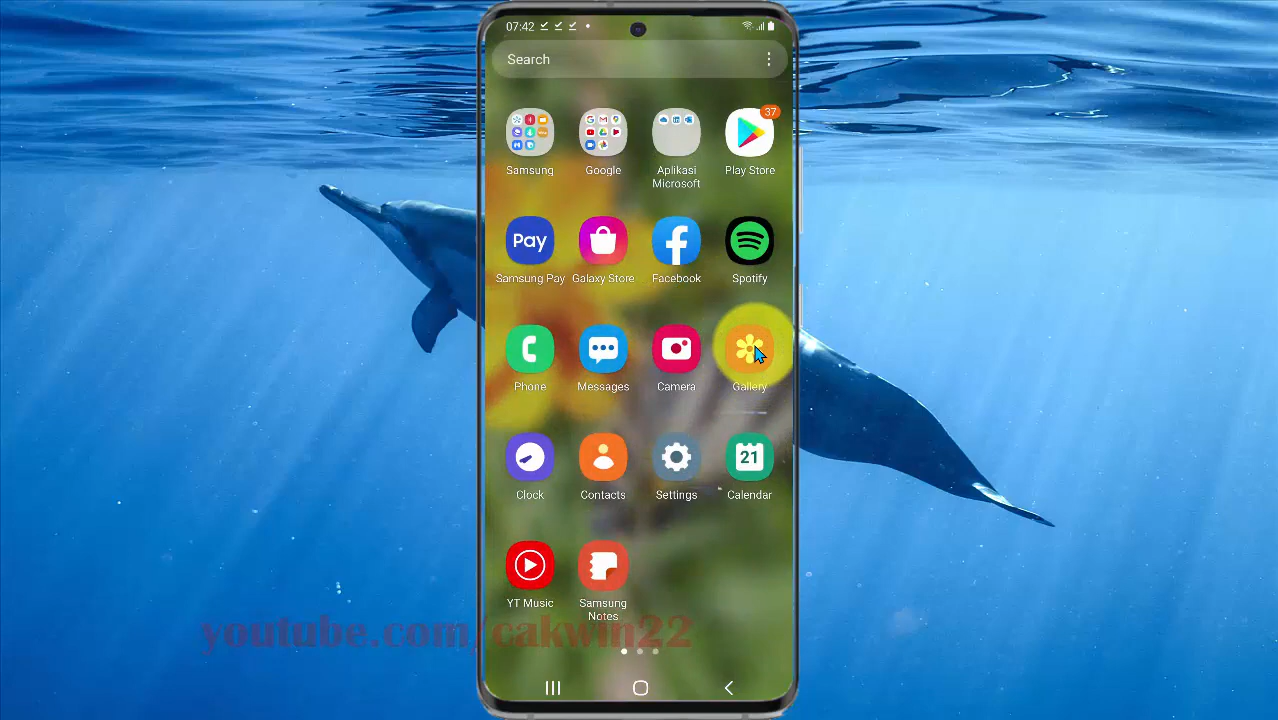 07:42
Search
37
Samsung
Google
Aplikasi
Microsoft
Play Store
Pay
Samsung Pay
Galaxy Store
Facebook
Spotify
Phone
Messages
Camera
Gallery
21
Clock
Contacts
Settings
Calendar
YT Music
Samsung
Notes
youtube.com/cakwin22